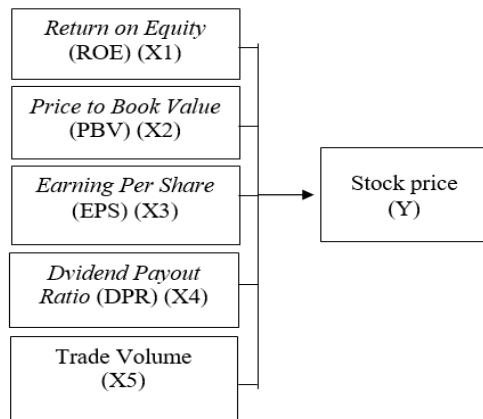 Return on Equity
(ROE) (X1)
Price to Book Value
(PBV) (X2)
Earning Per Share
(EPS) (X3)
Dvidend Payout
Ratio (DPR) (X4)
Trade Volume
(X5)
Stock price
(Y)